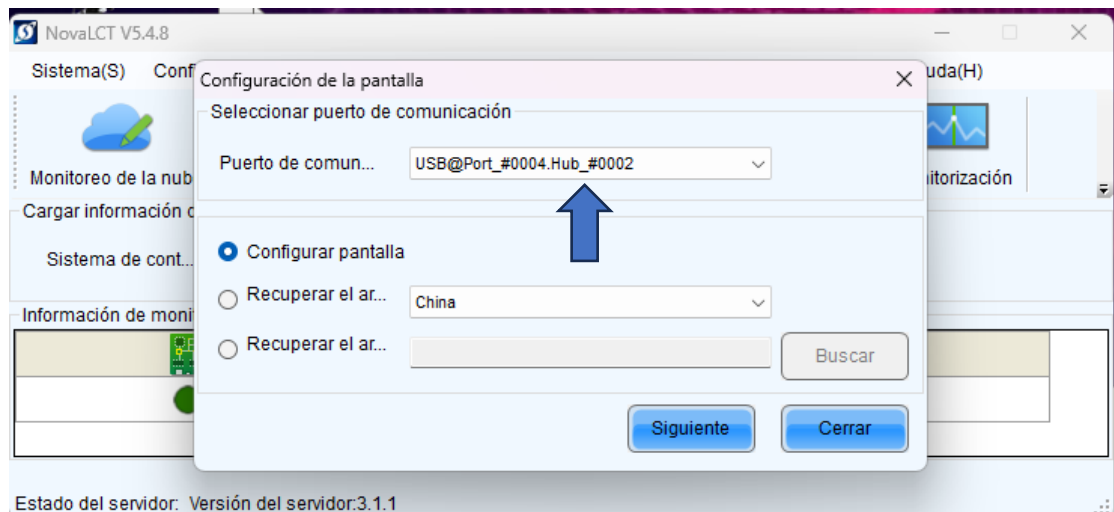 NovaLCT V5.4.8
Sistema(S) Conf uda(H)
Configuración de la pantalla
Seleccionar puerto de comunicación
Puerto de comun... USB@Port_#0004.Hub_#0002
Monitoreo de la nub itorización
Cargar información
Configurar pantalla
Sistema de cont...
Recuperar el ar... China
Información de moni
Recuperar el ar... Buscar
Siguiente Cerrar
Estado del servidor: Versión del servidor:3.1.1